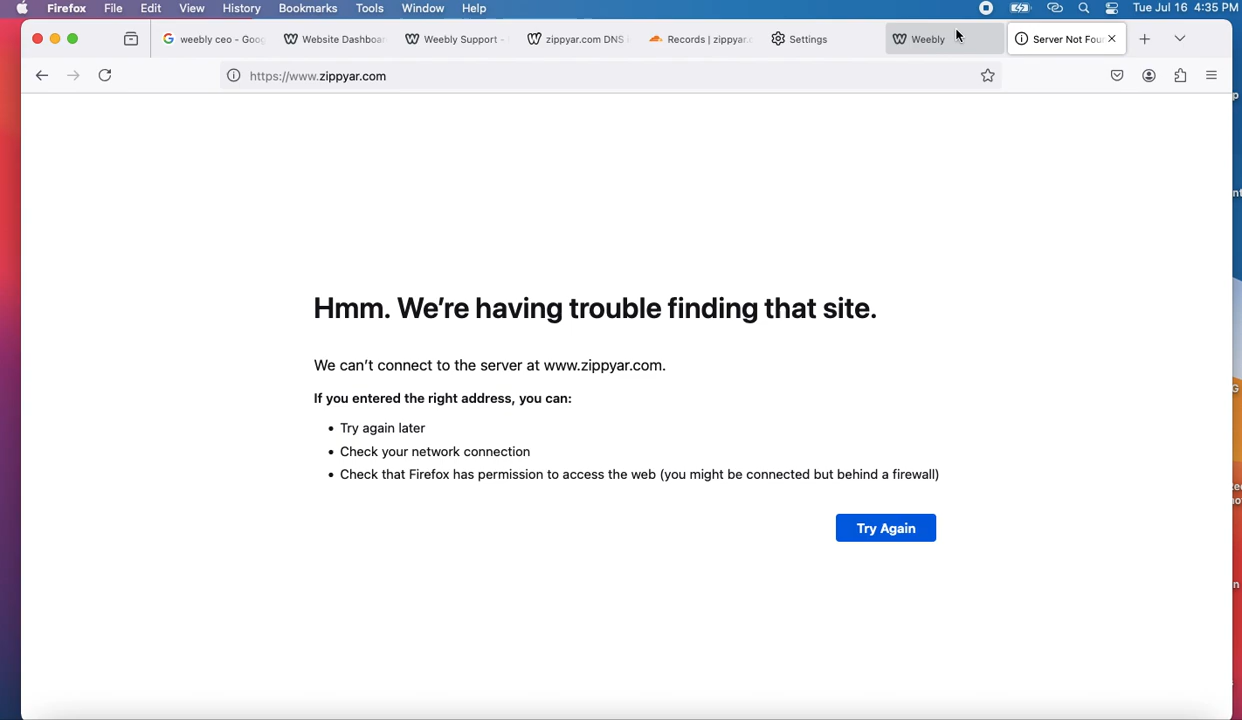 Firefox File Edit View History Bookmarks Tools Window Help Tue Jul 16 4:35 PM
weebly ceo - Goo Website Dashboar Weebly Support - zippyar.com DNS Records | zippyar. Settings Weebly Server Not Fou
https://www.zippyar.com
Hmm. We're having trouble finding that site.
We can't connect to the server at www.zippyar.com.
If you entered the right address, you can:
• Try again later
• Check your network connection
• Check that Firefox has permission to access the web (you might be connected but behind a firewall)
Try Again